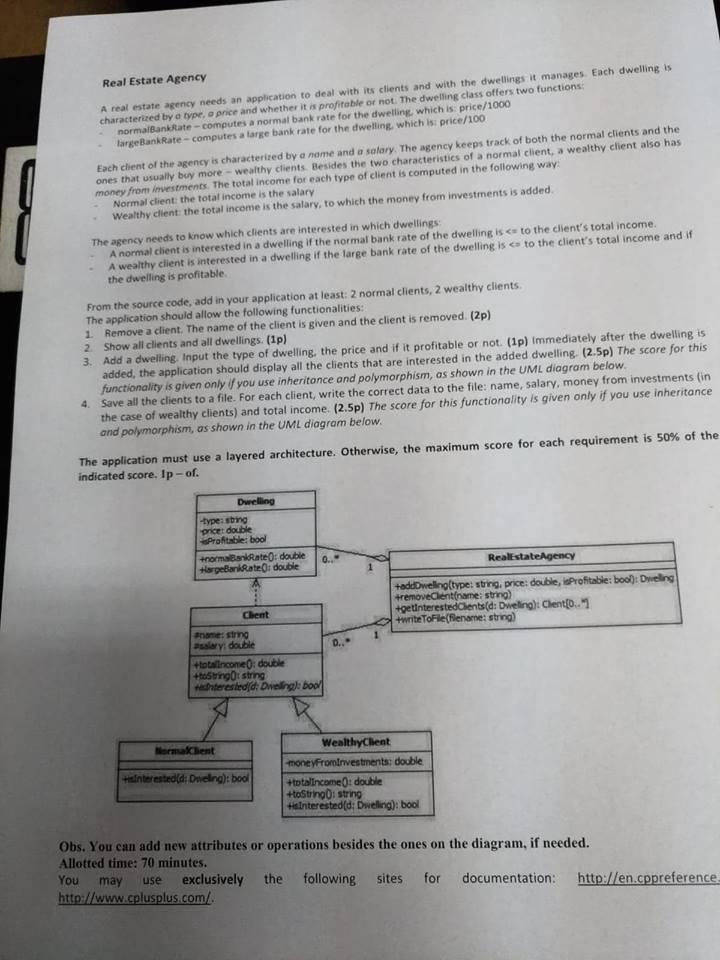 Real Estate Agency
A real estate agency needs an application to deal with its clients and with the dwellings it manages. Each dwelling is
characterized by a type, a price and whether it is profitable or not. The dwelling class offers two functions:
- normalBankRate – computes a normal bank rate for the dwelling, which is: price/1000
- largeBankRate – computes a large bank rate for the dwelling, which is: price/100
Each client of the agency is characterized by a name and a salary. The agency keeps track of both the normal clients and the
ones that usually buy more – wealthy clients. Besides the two characteristics of a normal client, a wealthy client also has
money from investments. The total income for each type of client is computed in the following way:
- Normal client: the total income is the salary
- Wealthy client: the total income is the salary, to which the money from investments is added.
The agency needs to know which clients are interested in which dwellings:
- A normal client is interested in a dwelling if the normal bank rate of the dwelling is <= to the client's total income.
- A wealthy client is interested in a dwelling if the large bank rate of the dwelling is <= to the client's total income and if
the dwelling is profitable.
From the source code, add in your application at least: 2 normal clients, 2 wealthy clients.
The application should allow the following functionalities:
1. Remove a client. The name of the client is given and the client is removed. (2p)
2. Show all clients and all dwellings. (1p)
3. Add a dwelling. Input the type of dwelling, the price and if it profitable or not. (1p) Immediately after the dwelling is
added, the application should display all the clients that are interested in the added dwelling. (2.5p) The score for this
functionality is given only if you use inheritance and polymorphism, as shown in the UML diagram below.
4. Save all the clients to a file. For each client, write the correct data to the file: name, salary, money from investments (in
the case of wealthy clients) and total income. (2.5p) The score for this functionality is given only if you use inheritance
and polymorphism, as shown in the UML diagram below.
The application must use a layered architecture. Otherwise, the maximum score for each requirement is 50% of the
indicated score. 1p – of.
Dwelling
-type: string
-price: double
-isProfitable: bool
+normalBankRate(): double
+largeBankRate(): double
0..*
1
RealEstateAgency
+addDwelling(type: string, price: double, isProfitable: bool): Dwelling
+removeClient(name: string)
+getInterestedClients(d: Dwelling): Client[0..*]
+writeToFile(filename: string)
Client
#name: string
#salary: double
+totalIncome(): double
+toString(): string
+isInterested(d: Dwelling): bool
0..*
1
NormalClient
+isInterested(d: Dwelling): bool
WealthyClient
-moneyFromInvestments: double
+totalIncome(): double
+toString(): string
+isInterested(d: Dwelling): bool
Obs. You can add new attributes or operations besides the ones on the diagram, if needed.
Allotted time: 70 minutes.
You may use exclusively the following sites for documentation: http://en.cppreference.
http://www.cplusplus.com/.